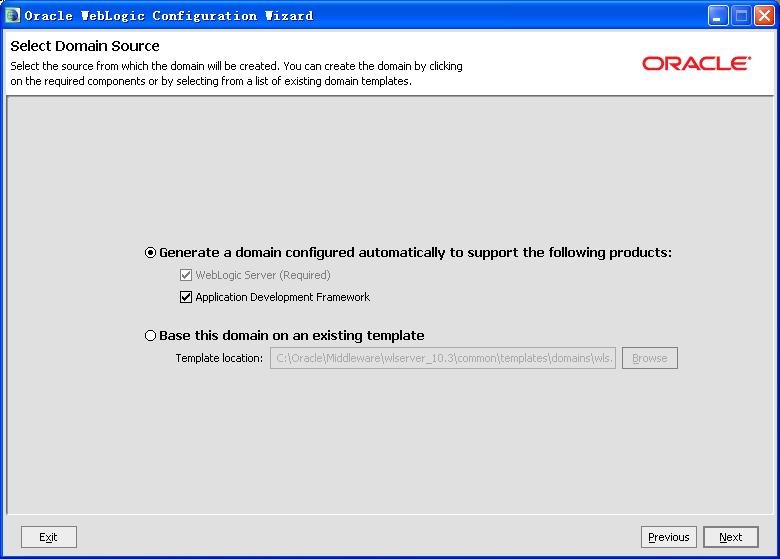 Oracle WebLogic Configuration Wizard
Select Domain Source
Select the source from which the domain will be created. You can create the domain by clicking
on the required components or by selecting from a list of existing domain templates.
ORACLE
Generate a domain configured automatically to support the following products:
WebLogic Server (Required)
Application Development Framework
Base this domain on an existing template
Template location: C:\Oracle\Middleware\wlserver_10.3\common\templates\domains\wls. Browse
Exit Previous Next